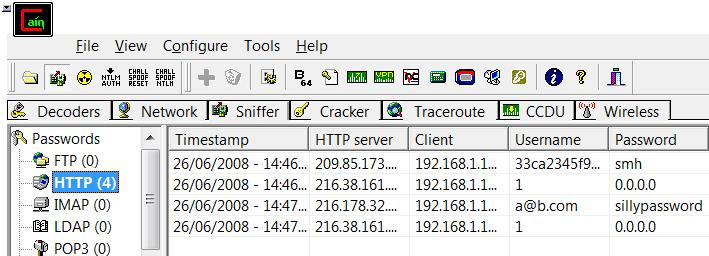 Cain
File View Configure Tools Help
NTLM AUTH CHALL SPOOF RESET CHALL SPOOF NTLM B 64
Decoders Network Sniffer Cracker Traceroute CCDU Wireless
Passwords Timestamp HTTP server Client Username Password
FTP (0) 26/06/2008 - 14:46... 209.85.173.... 192.168.1.1... 33ca2345f9... smh
HTTP (4) 26/06/2008 - 14:46... 216.38.161.... 192.168.1.1... 1 0.0.0.0
IMAP (0) 26/06/2008 - 14:47... 216.178.32.... 192.168.1.1... a@b.com sillypassword
LDAP (0) 26/06/2008 - 14:47... 216.38.161.... 192.168.1.1... 1 0.0.0.0
POP3 (0)